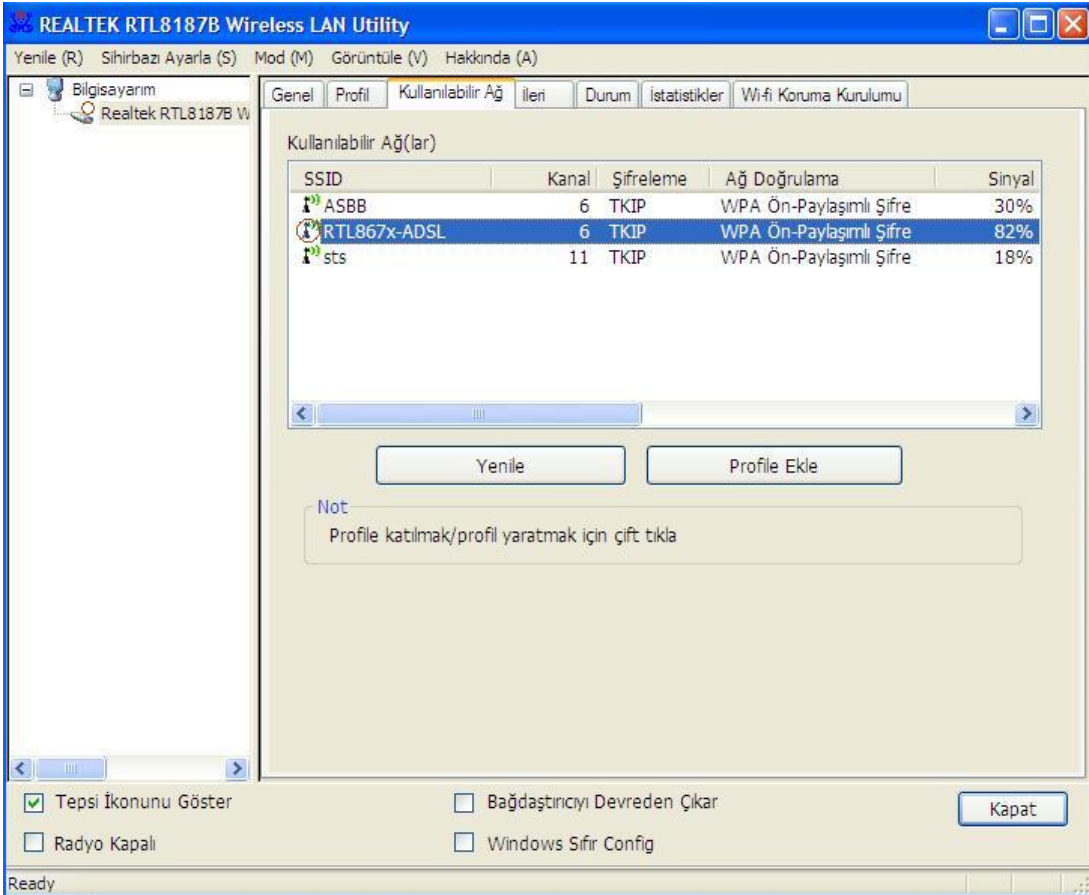 REALTEK RTL8187B Wireless LAN Utility
Yenile (R) Sihirbazı Ayarla (S) Mod (M) Görüntüle (V) Hakkında (A)
Bilgisayarım
Realtek RTL8187B W
Genel Profil Kullanılabilir Ağ İleri Durum İstatistikler Wi-fi Koruma Kurulumu
Kullanılabilir Ağ(lar)
SSID Kanal Şifreleme Ağ Doğrulama Sinyal
ASBB 6 TKIP WPA Ön-Paylaşımlı Şifre 30%
RTL867x-ADSL 6 TKIP WPA Ön-Paylaşımlı Şifre 82%
sts 11 TKIP WPA Ön-Paylaşımlı Şifre 18%
Yenile Profile Ekle
Not
Profile katılmak/profil yaratmak için çift tıkla
Tepsi İkonunu Göster Bağdaştırıcıyı Devreden Çıkar Kapat
Radyo Kapalı Windows Sıfır Config
Ready